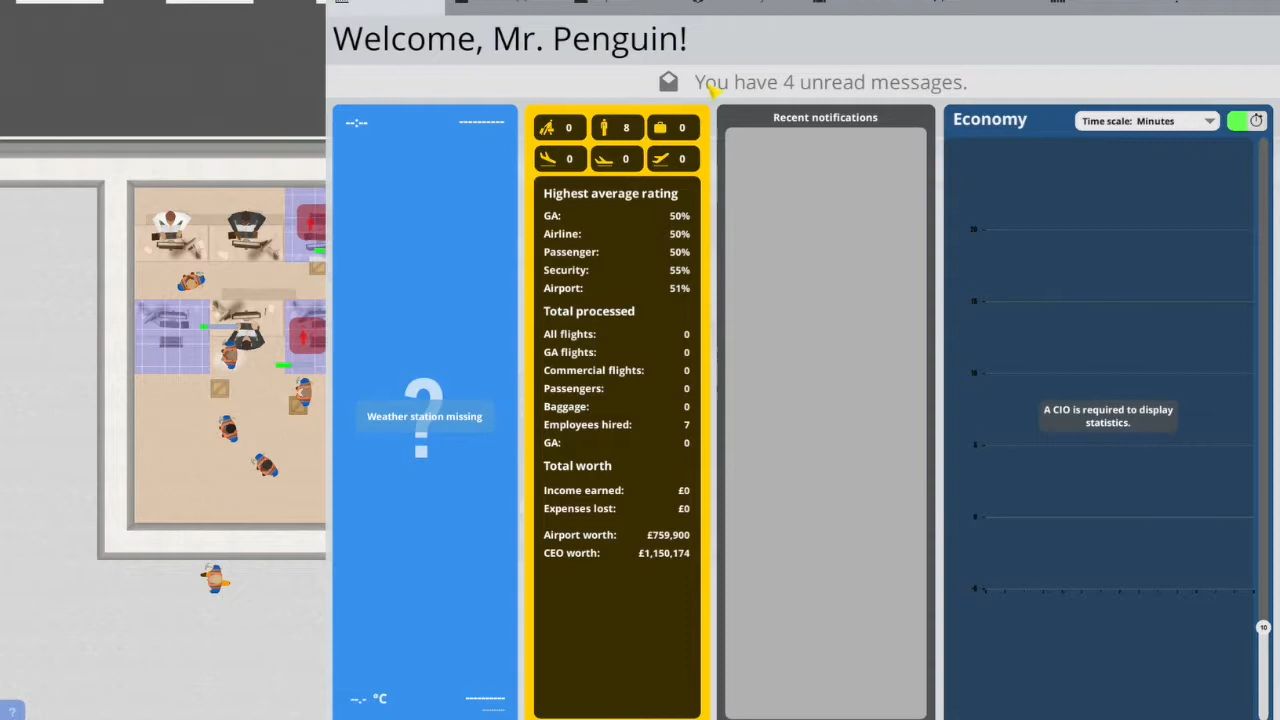 Welcome, Mr. Penguin!
You have 4 unread messages.
--:-- ----------
Weather station missing
?
--.- °C ----------
0 8 0
0 0 0
Highest average rating
GA: 50%
Airline: 50%
Passenger: 50%
Security: 55%
Airport: 51%
Total processed
All flights: 0
GA flights: 0
Commercial flights: 0
Passengers: 0
Baggage: 0
Employees hired: 7
GA: 0
Total worth
Income earned: £0
Expenses lost: £0
Airport worth: £759,900
CEO worth: £1,150,174
Recent notifications
Economy
Time scale: Minutes
A CIO is required to display
statistics.
10
?